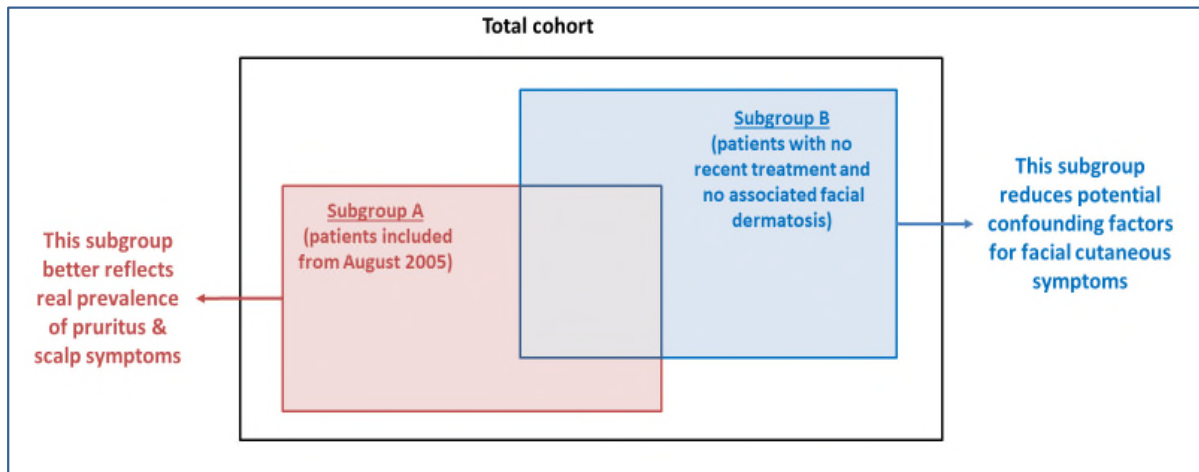 Total cohort
Subgroup B
(patients with no
recent treatment and
no associated facial
dermatosis)
This subgroup
reduces potential
confounding factors
for facial cutaneous
symptoms
Subgroup A
(patients included
from August 2005)
This subgroup
better reflects
real prevalence
of pruritus &
scalp symptoms